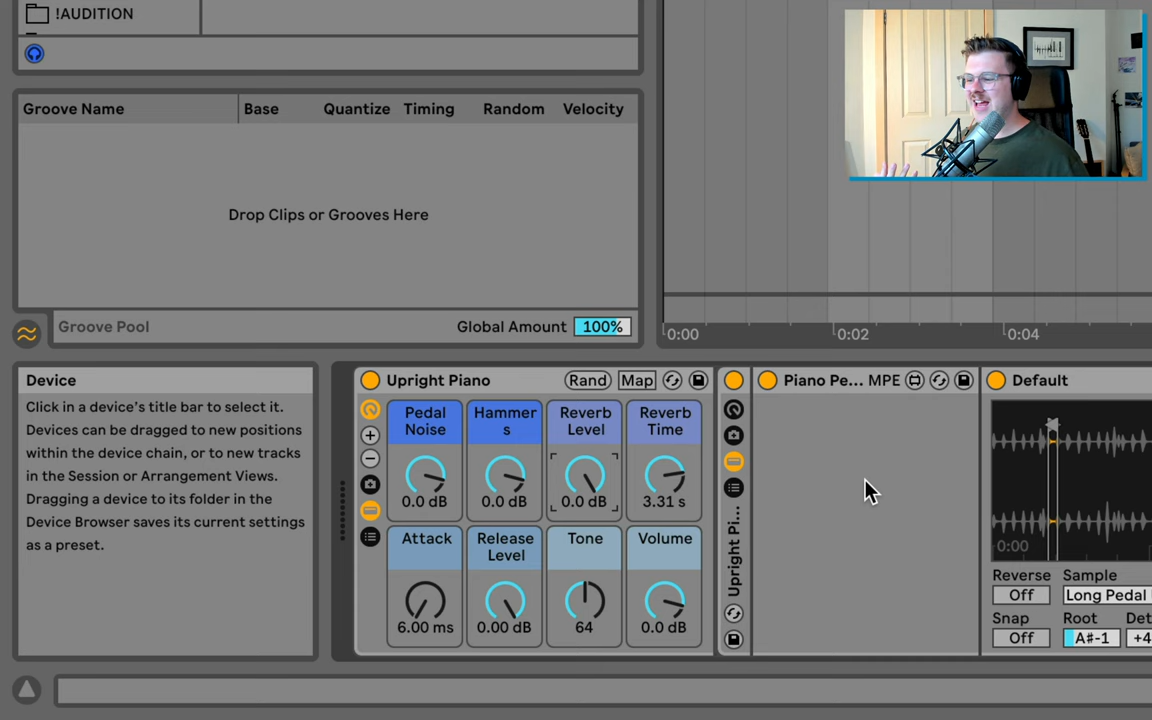 !AUDITION
Groove Name Base Quantize Timing Random Velocity
Drop Clips or Grooves Here
Groove Pool Global Amount 100%
0:00 0:02 0:04
Device
Click in a device's title bar to select it.
Devices can be dragged to new positions
within the device chain, or to new tracks
in the Session or Arrangement Views.
Dragging a device to its folder in the
Device Browser saves its current settings
as a preset.
Upright Piano Rand Map
Pedal Noise
0.0 dB
Hammer s
0.0 dB
Reverb Level
0.0 dB
Reverb Time
3.31 s
Attack
6.00 ms
Release Level
0.00 dB
Tone
64
Volume
0.0 dB
Upright Pi...
Piano Pe... MPE
Default
0:00
Reverse Sample
Off Long Pedal
Snap Root Det
Off A#-1 +4